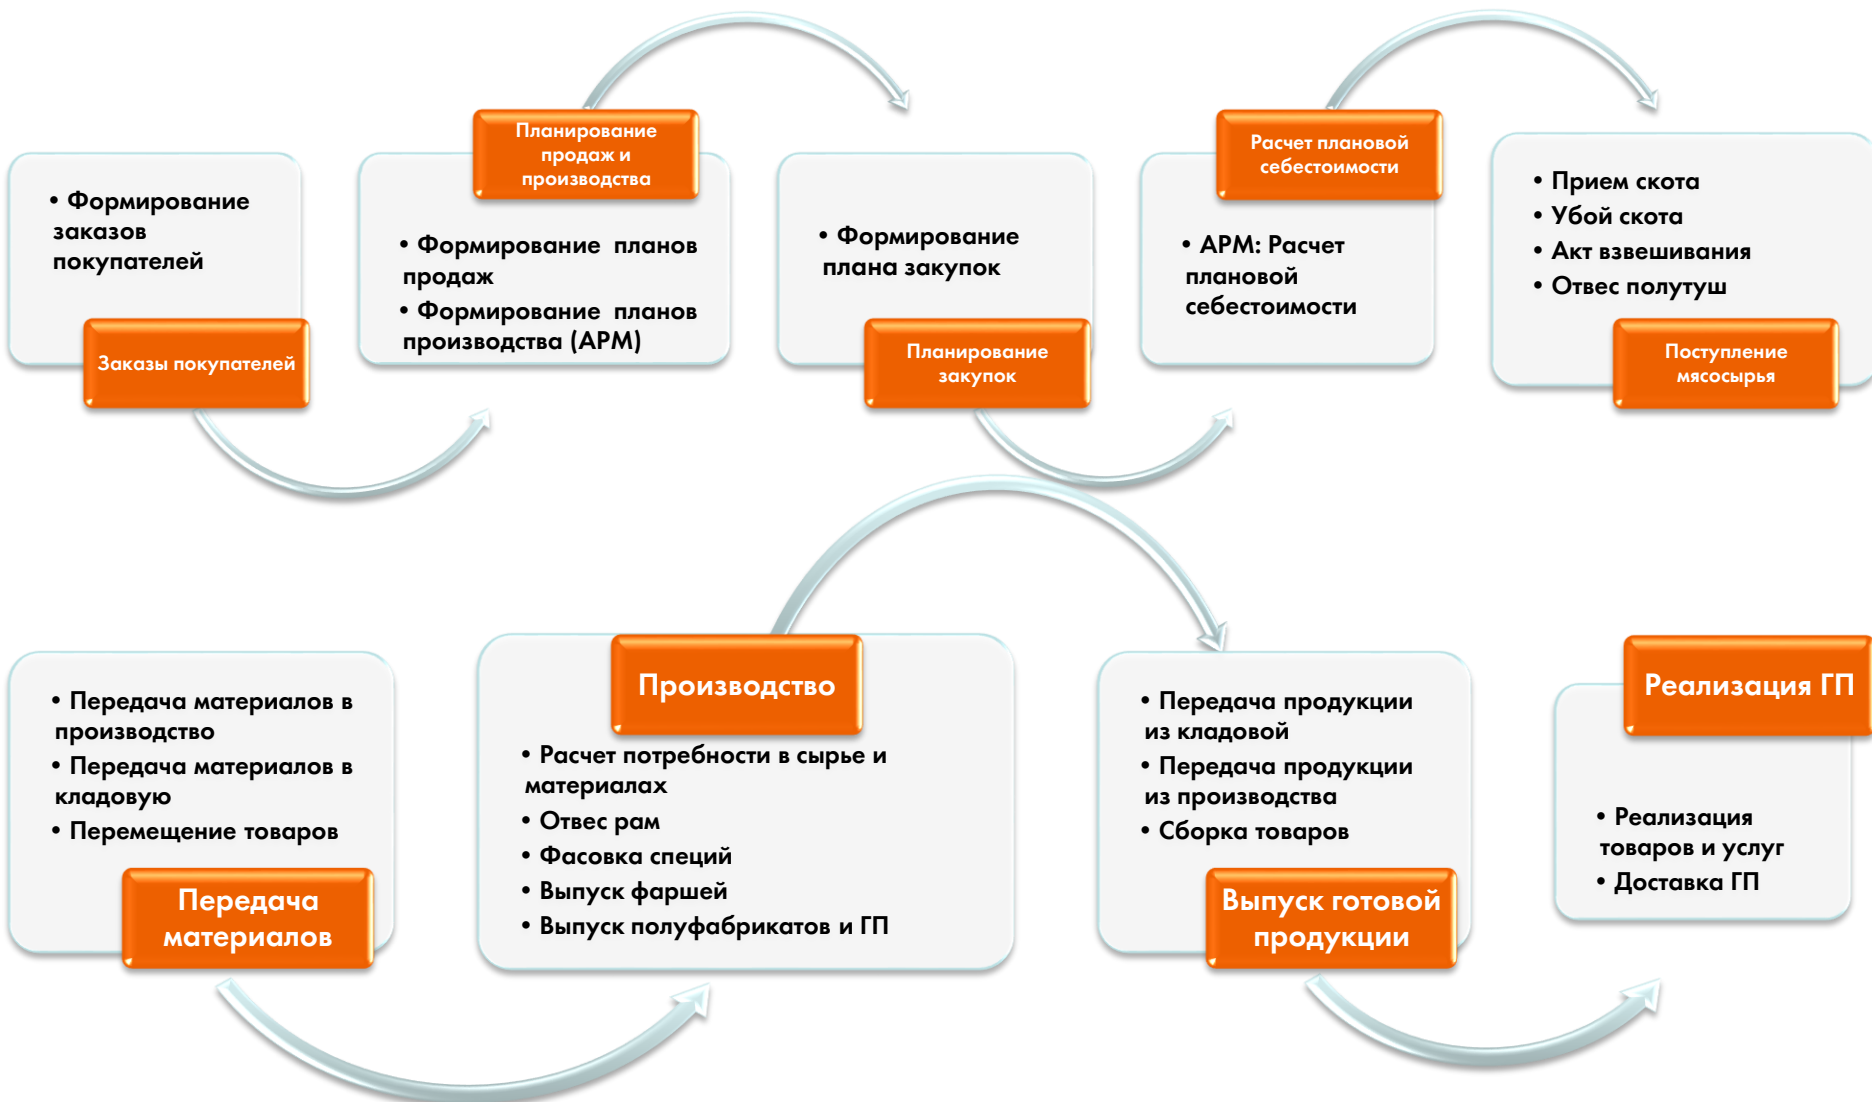 • Формирование
заказов
покупателей
Заказы покупателей
Планирование
продаж и
производства
• Формирование планов
продаж
• Формирование планов
производства (АРМ)
• Формирование
плана закупок
Планирование
закупок
Расчет плановой
себестоимости
• АРМ: Расчет
плановой
себестоимости
• Прием скота
• Убой скота
• Акт взвешивания
• Отвес полутуш
Поступление
мясосырья
• Передача материалов в
производство
• Передача материалов в
кладовую
• Перемещение товаров
Передача
материалов
Производство
• Расчет потребности в сырье и
материалах
• Отвес рам
• Фасовка специй
• Выпуск фаршей
• Выпуск полуфабрикатов и ГП
• Передача продукции
из кладовой
• Передача продукции
из производства
• Сборка товаров
Выпуск готовой
продукции
Реализация ГП
• Реализация
товаров и услуг
• Доставка ГП